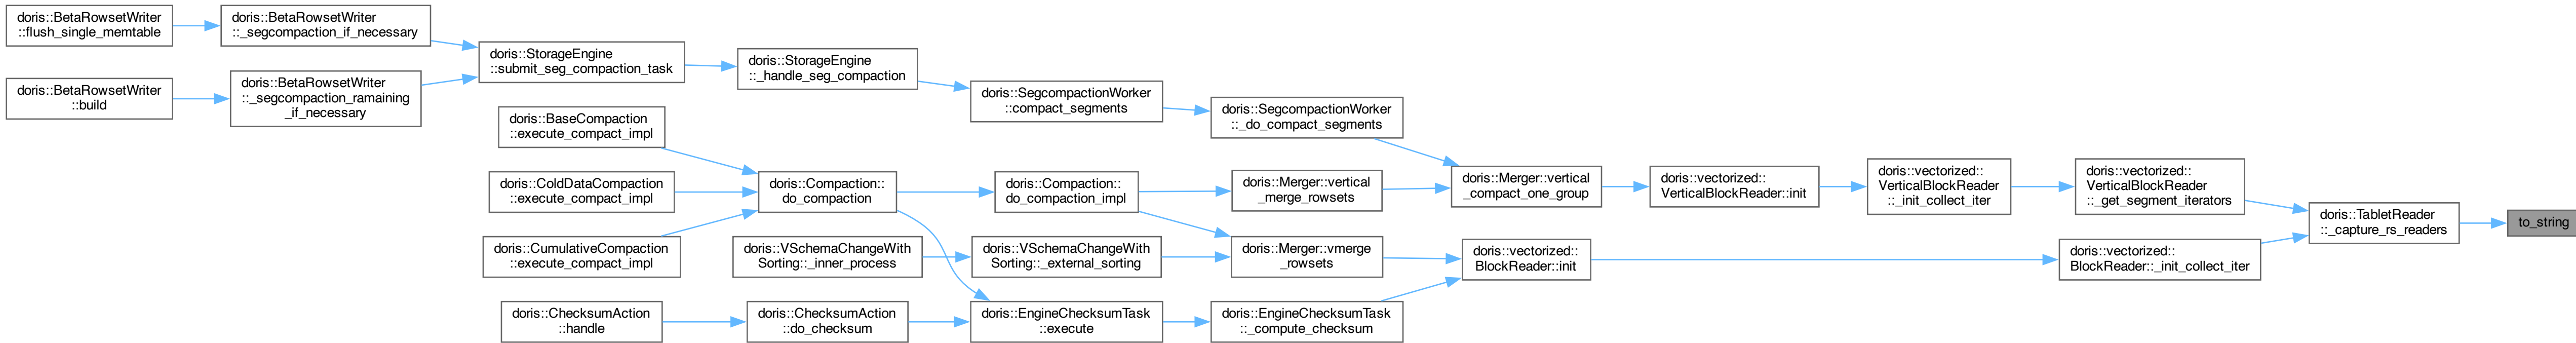 doris::BetaRowsetWriter
::flush_single_memtable
doris::BetaRowsetWriter
::_segcompaction_if_necessary
doris::BetaRowsetWriter
::build
doris::BetaRowsetWriter
::_segcompaction_ramaining
_if_necessary
doris::StorageEngine
::submit_seg_compaction_task
doris::StorageEngine
::_handle_seg_compaction
doris::SegcompactionWorker
::compact_segments
doris::SegcompactionWorker
::_do_compact_segments
doris::BaseCompaction
::execute_compact_impl
doris::ColdDataCompaction
::execute_compact_impl
doris::CumulativeCompaction
::execute_compact_impl
doris::Compaction::
do_compaction
doris::Compaction::
do_compaction_impl
doris::Merger::vertical
_merge_rowsets
doris::Merger::vertical
_compact_one_group
doris::vectorized::
VerticalBlockReader::init
doris::vectorized::
VerticalBlockReader
::_init_collect_iter
doris::vectorized::
VerticalBlockReader
::_get_segment_iterators
doris::TabletReader
::_capture_rs_readers
to_string
doris::VSchemaChangeWith
Sorting::_inner_process
doris::VSchemaChangeWith
Sorting::_external_sorting
doris::Merger::vmerge
_rowsets
doris::vectorized::
BlockReader::init
doris::vectorized::
BlockReader::_init_collect_iter
doris::ChecksumAction
::handle
doris::ChecksumAction
::do_checksum
doris::EngineChecksumTask
::execute
doris::EngineChecksumTask
::_compute_checksum